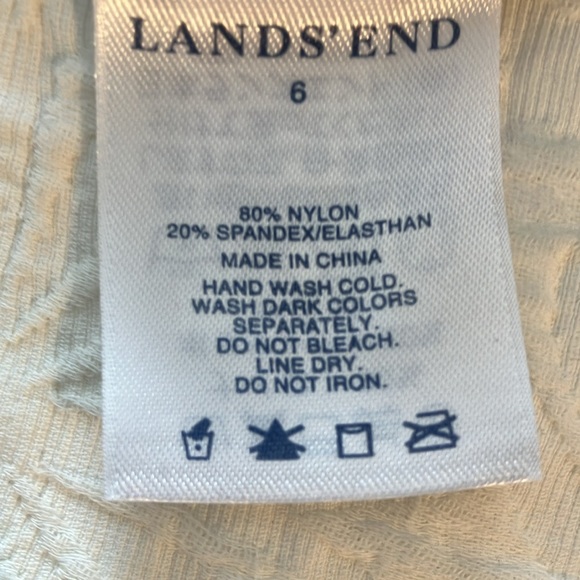 LANDS' END
6
80% NYLON
20% SPANDEX/ELASTHAN
MADE IN CHINA
HAND WASH COLD.
WASH DARK COLORS
SEPARATELY.
DO NOT BLEACH.
LINE DRY.
DO NOT IRON.